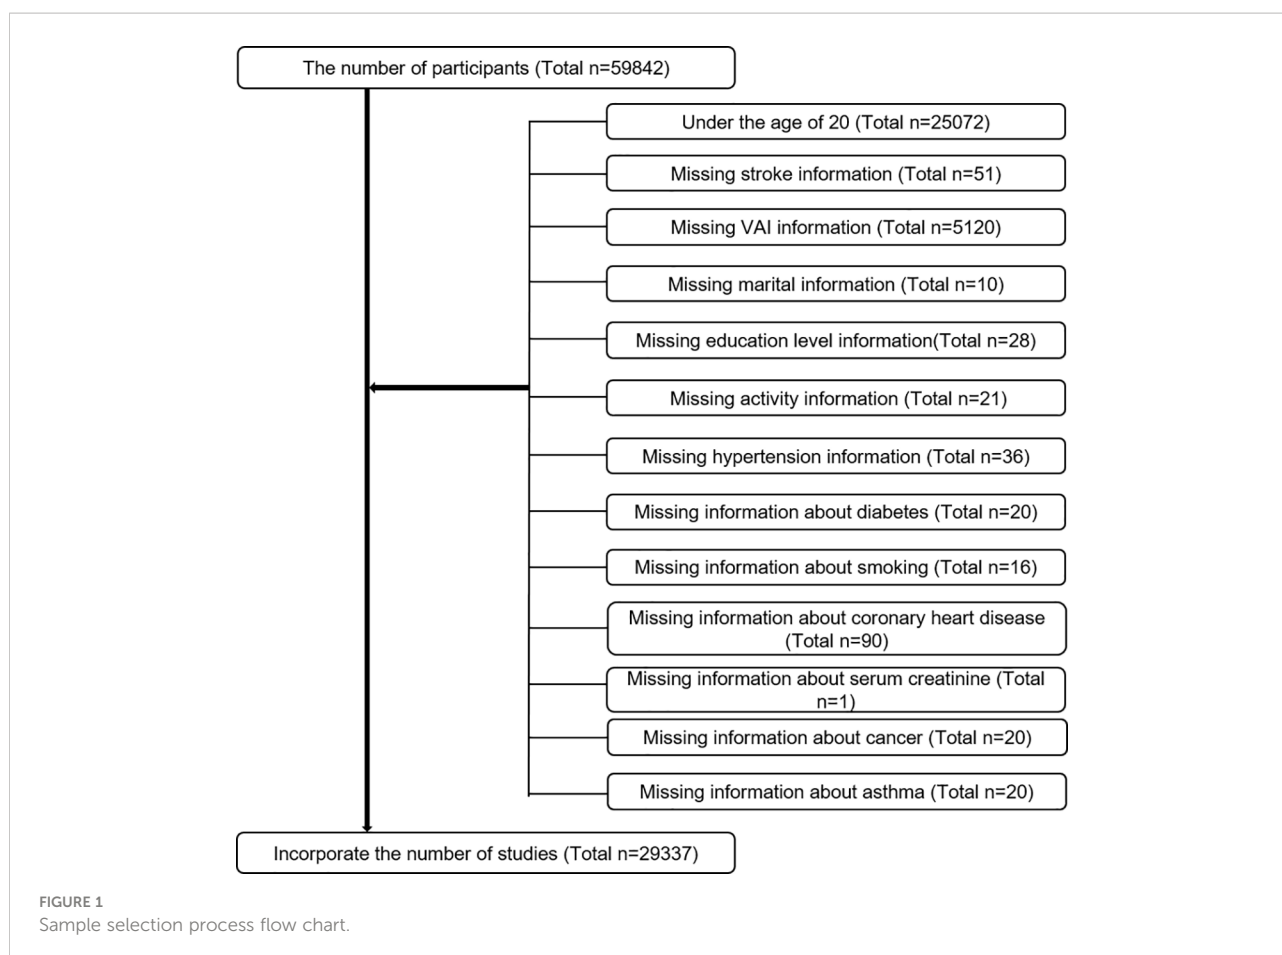 The number of participants (Total n=59842)
Under the age of 20 (Total n=25072)
Missing stroke information (Total n=51)
Missing VAI information (Total n=5120)
Missing marital information (Total n=10)
Missing education level information(Total n=28)
Missing activity information (Total n=21)
Missing hypertension information (Total n=36)
Missing information about diabetes (Total n=20)
Missing information about smoking (Total n=16)
Missing information about coronary heart disease
(Total n=90)
Missing information about serum creatinine (Total
n=1)
Missing information about cancer (Total n=20)
Missing information about asthma (Total n=20)
Incorporate the number of studies (Total n=29337)
FIGURE 1
Sample selection process flow chart.